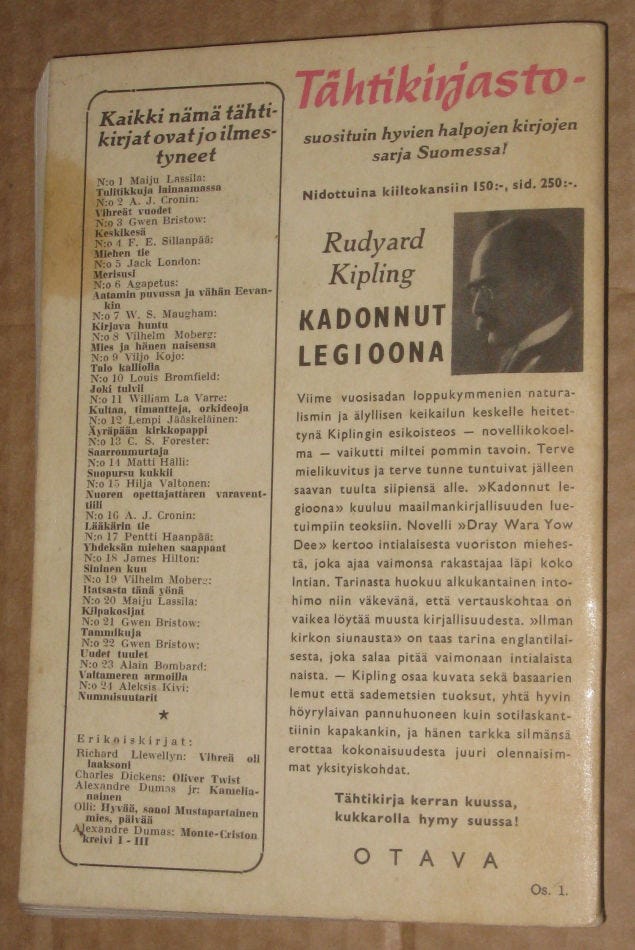 Kaikki nämä tähti-
kirjat ovat jo ilmes-
tyneet
N:o 1 Maiju Lassila:
Tulitikkuja lainaamassa
N:o 2 A. J. Cronin:
Vihreät vuodet
N:o 3 Gwen Bristow:
Keskikesä
N:o 4 F. E. Sillanpää:
Miehen tie
N:o 5 Jack London:
Merisusi
N:o 6 Agapetus:
Aatamin puvussa ja vähän Eevan-
kin
N:o 7 W. S. Maugham:
Kirjava huntu
N:o 8 Vilhelm Moberg:
Mies ja hänen naisensa
N:o 9 Viljo Kojo:
Talo kalliolla
N:o 10 Louis Bromfield:
Joki tulvii
N:o 11 William La Varre:
Kultaa, timantteja, orkideoja
N:o 12 Lempi Jääskeläinen:
Äyräpään kirkkopappi
N:o 13 C. S. Forester:
Saarronmurtaja
N:o 14 Matti Hälli:
Suopursu kukkii
N:o 15 Hilja Valtonen:
Nuoren opettajattaren varavent-
tiili
N:o 16 A. J. Cronin:
Lääkärin tie
N:o 17 Pentti Haanpää:
Yhdeksän miehen saappaat
N:o 18 James Hilton:
Sininen kuu
N:o 19 Vilhelm Moberg:
Ratsasta tänä yönä
N:o 20 Maiju Lassila:
Kilpakosijat
N:o 21 Gwen Bristow:
Tammikuja
N:o 22 Gwen Bristow:
Uudet tuulet
N:o 23 Alain Bombard:
Valtameren armoilla
N:o 24 Aleksis Kivi:
Nummisuutarit
Erikoiskirjat:
Richard Llewellyn: Vihreä oli
laaksoni
Charles Dickens: Oliver Twist
Alexandre Dumas jr: Kamelia-
nainen
Olli: Hyvää, sanoi Mustapartainen
mies, päivää
Alexandre Dumas: Monte-Criston
kreivi I - III
Tähtikirjasto-
suosituin hyvien halpojen kirjojen
sarja Suomessa!
Nidottuina kiiltokansiin 150:-, sid. 250:-.
Rudyard
Kipling
KADONNUT
LEGIOONA
Viime vuosisadan loppukymmenien natura-
lismin ja älyllisen keikailun keskelle heitet-
tynä Kiplingin esikoisteos — novellikokoel-
ma — vaikutti miltei pommin tavoin. Terve
mielikuvitus ja terve tunne tuntuivat jälleen
saavan tuulta siipiensä alle. »Kadonnut le-
gioona» kuuluu maailmankirjallisuuden lue-
tuimpiin teoksiin. Novelli »Dray Wara Yow
Dee» kertoo intialaisesta vuoriston miehes-
tä, joka ajaa vaimonsa rakastajaa läpi koko
Intian. Tarinasta huokuu alkukantainen into-
himo niin väkevänä, että vertauskohtaa on
vaikea löytää muusta kirjallisuudesta. »Ilman
kirkon siunausta» on taas tarina englantilai-
sesta, joka salaa pitää vaimonaan intialaista
naista. — Kipling osaa kuvata sekä basaarien
lemut että sademetsien tuoksut, yhtä hyvin
höyrylaivan pannuhuoneen kuin sotilaskant-
tiinin kapakankin, ja hänen tarkka silmänsä
erottaa kokonaisuudesta juuri olennaisim-
mat yksityiskohdat.
Tähtikirja kerran kuussa,
kukkarolla hymy suussa!
OTAVA
Os. 1.